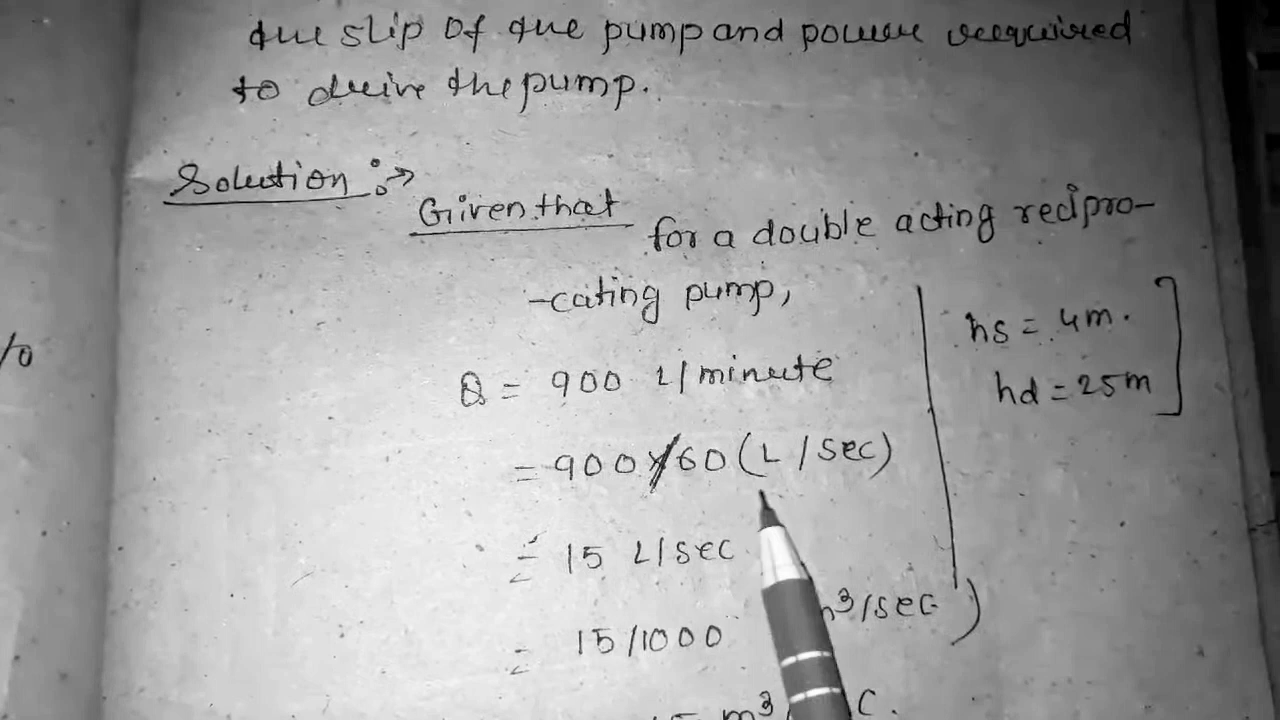 the slip of the pump and power required
to drive the pump.
Solution :→
Given that
for a double acting recipro-
-cating pump,
Q = 900 L/minute
hs = 4m.
hd = 25m
= 900/60 (L/sec)
= 15 L/sec
= 15/1000 m³/sec)
m³/ c.
%